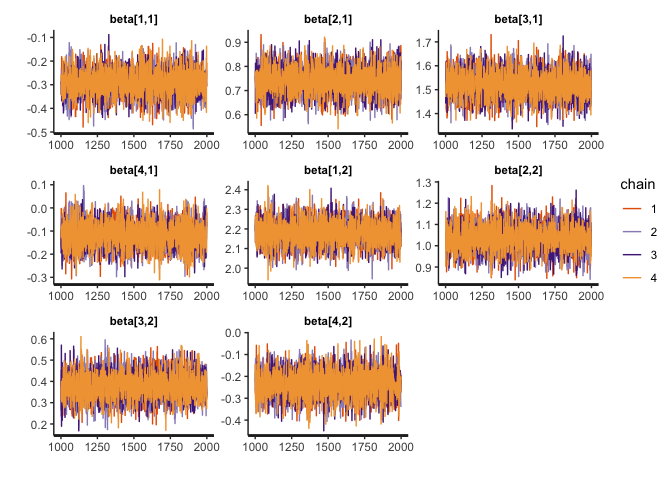 beta[1,1] beta[2,1] beta[3,1]
-0.1 0.9 1.7
-0.2 0.8 1.6
-0.3 0.7 1.5
-0.4 0.6 1.4
-0.5
1000 1250 1500 1750 2000 1000 1250 1500 1750 2000 1000 1250 1500 1750 2000
beta[4,1] beta[1,2] beta[2,2]
0.1 2.4 1.3
0.0 2.3 1.2
-0.1 2.2 1.1
-0.2 2.1 1.0
-0.3 2.0 0.9
1000 1250 1500 1750 2000 1000 1250 1500 1750 2000 1000 1250 1500 1750 2000
chain
1
2
3
4
beta[3,2] beta[4,2]
0.6 0.0
0.5 -0.1
0.4 -0.2
0.3 -0.3
0.2 -0.4
1000 1250 1500 1750 2000 1000 1250 1500 1750 2000